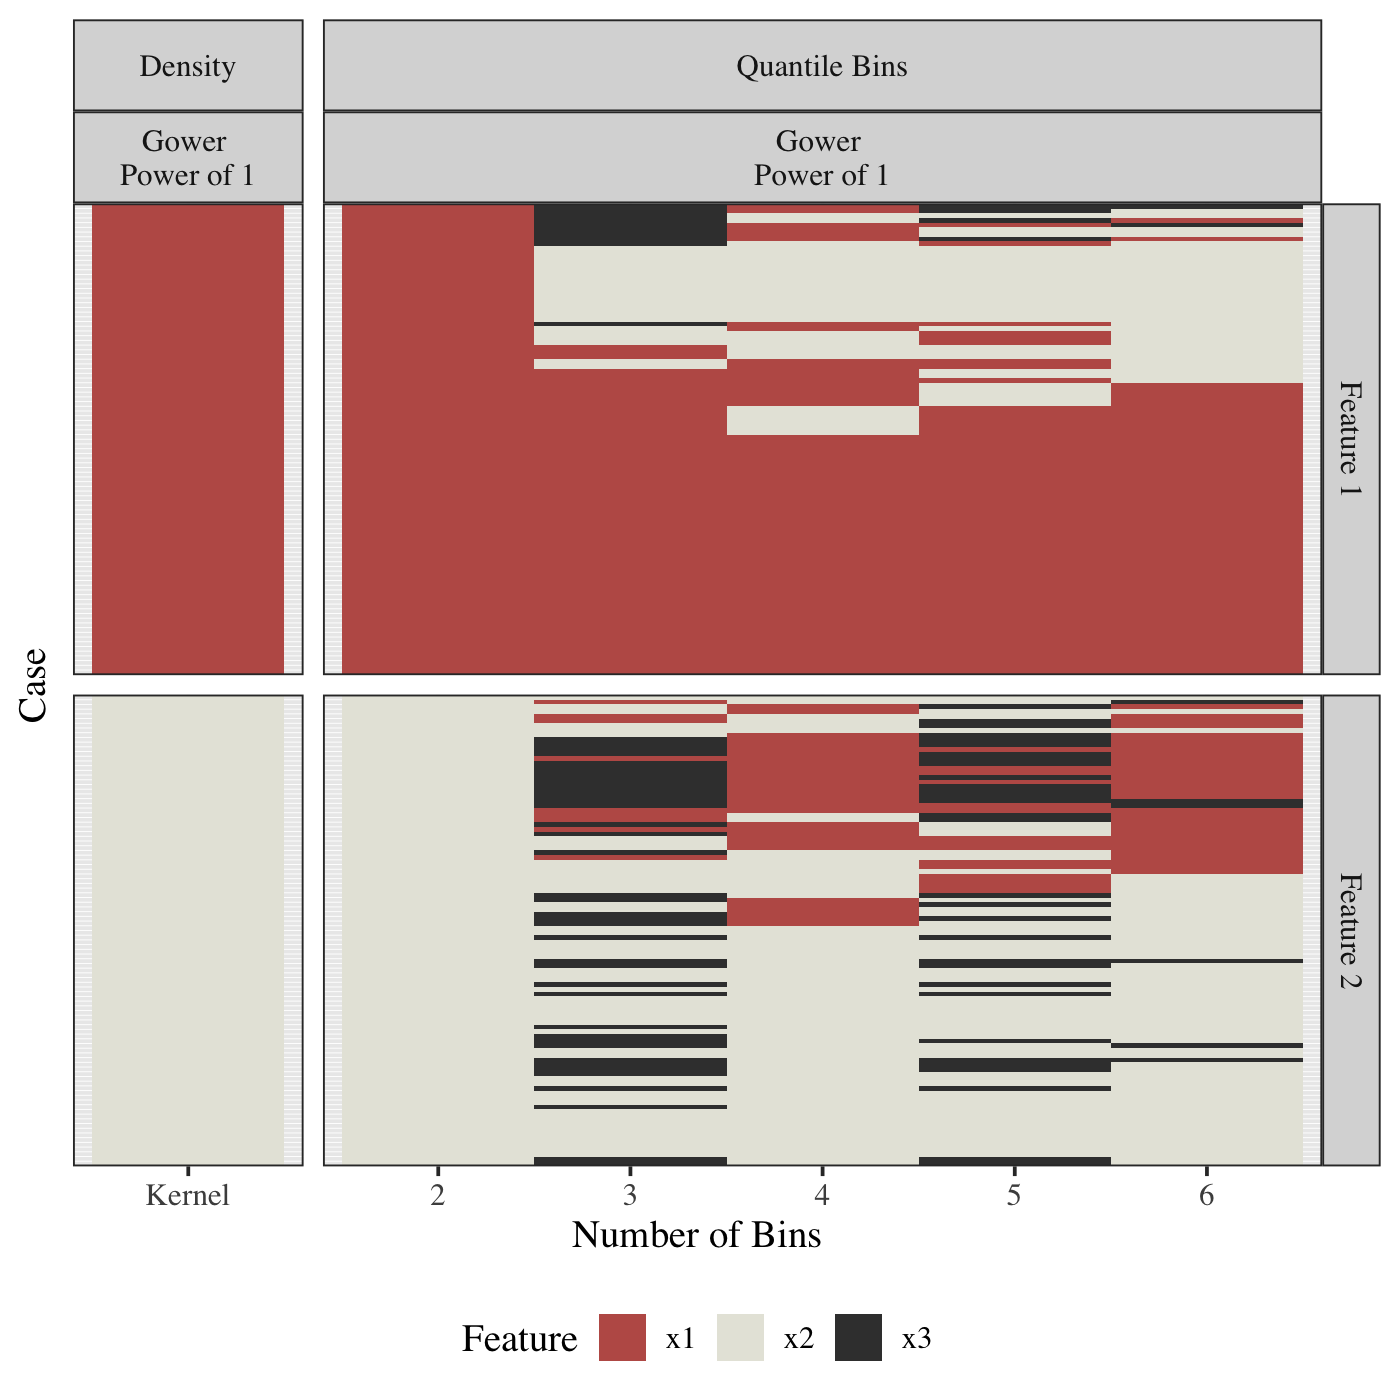 Density
Quantile Bins
Gower
Power of 1
Gower
Power of 1
Feature 1
Feature 2
Case
Kernel
2
3
4
5
6
Number of Bins
Feature
x1
x2
x3